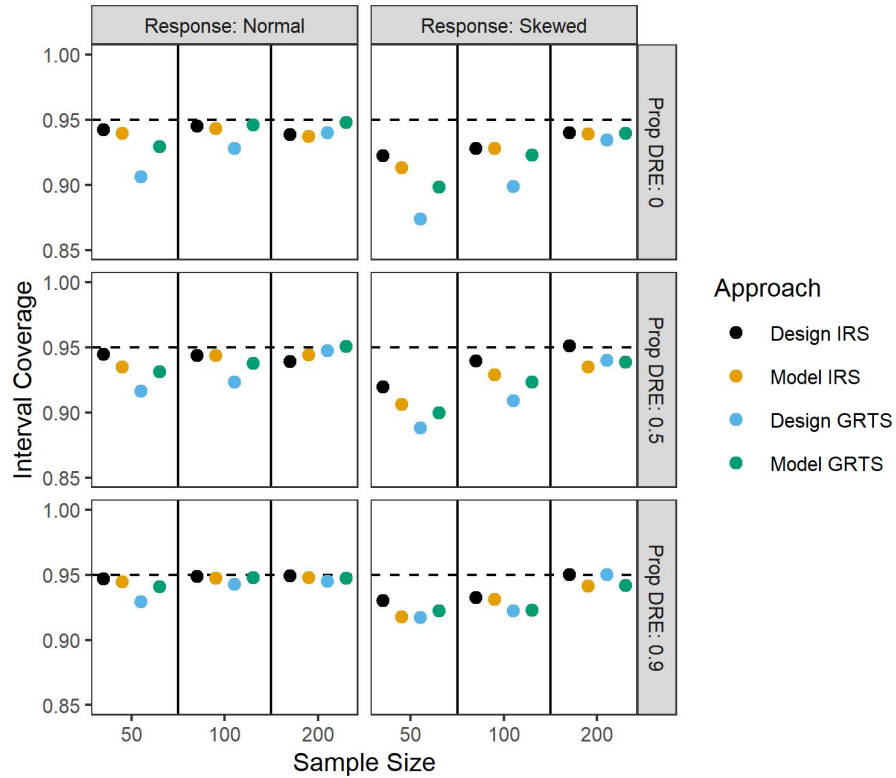 Response: Normal
Response: Skewed
1.00
0.95
0.90
0.85
Prop DRE: 0
1.00
0.95
0.90
0.85
Prop DRE: 0.5
1.00
0.95
0.90
0.85
Prop DRE: 0.9
Interval Coverage
50
100
200
50
100
200
Sample Size
Approach
Design IRS
Model IRS
Design GRTS
Model GRTS